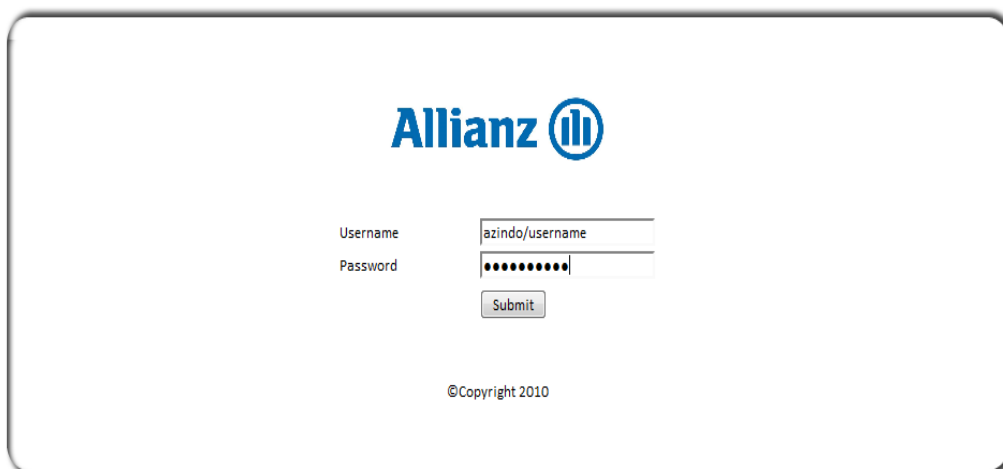 Allianz
Username azindo/username
Password ••••••••••
Submit
©Copyright 2010